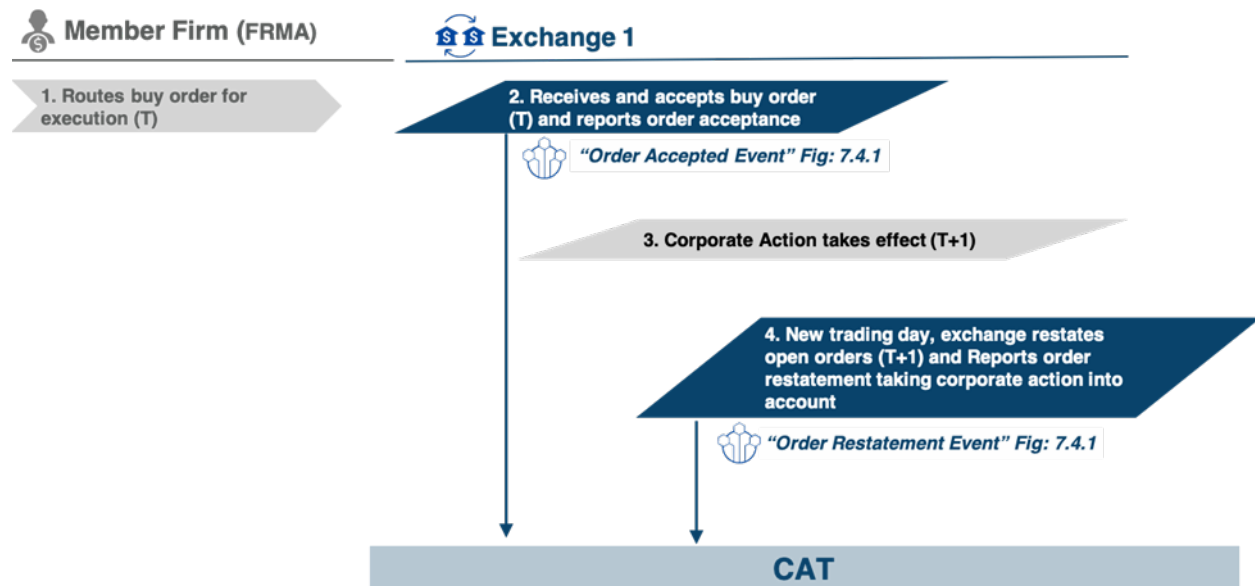 Member Firm (FRMA)
Exchange 1
1. Routes buy order for
execution (T)
2. Receives and accepts buy order
(T) and reports order acceptance
“Order Accepted Event” Fig: 7.4.1
3. Corporate Action takes effect (T+1)
4. New trading day, exchange restates
open orders (T+1) and Reports order
restatement taking corporate action into
account
“Order Restatement Event” Fig: 7.4.1
CAT